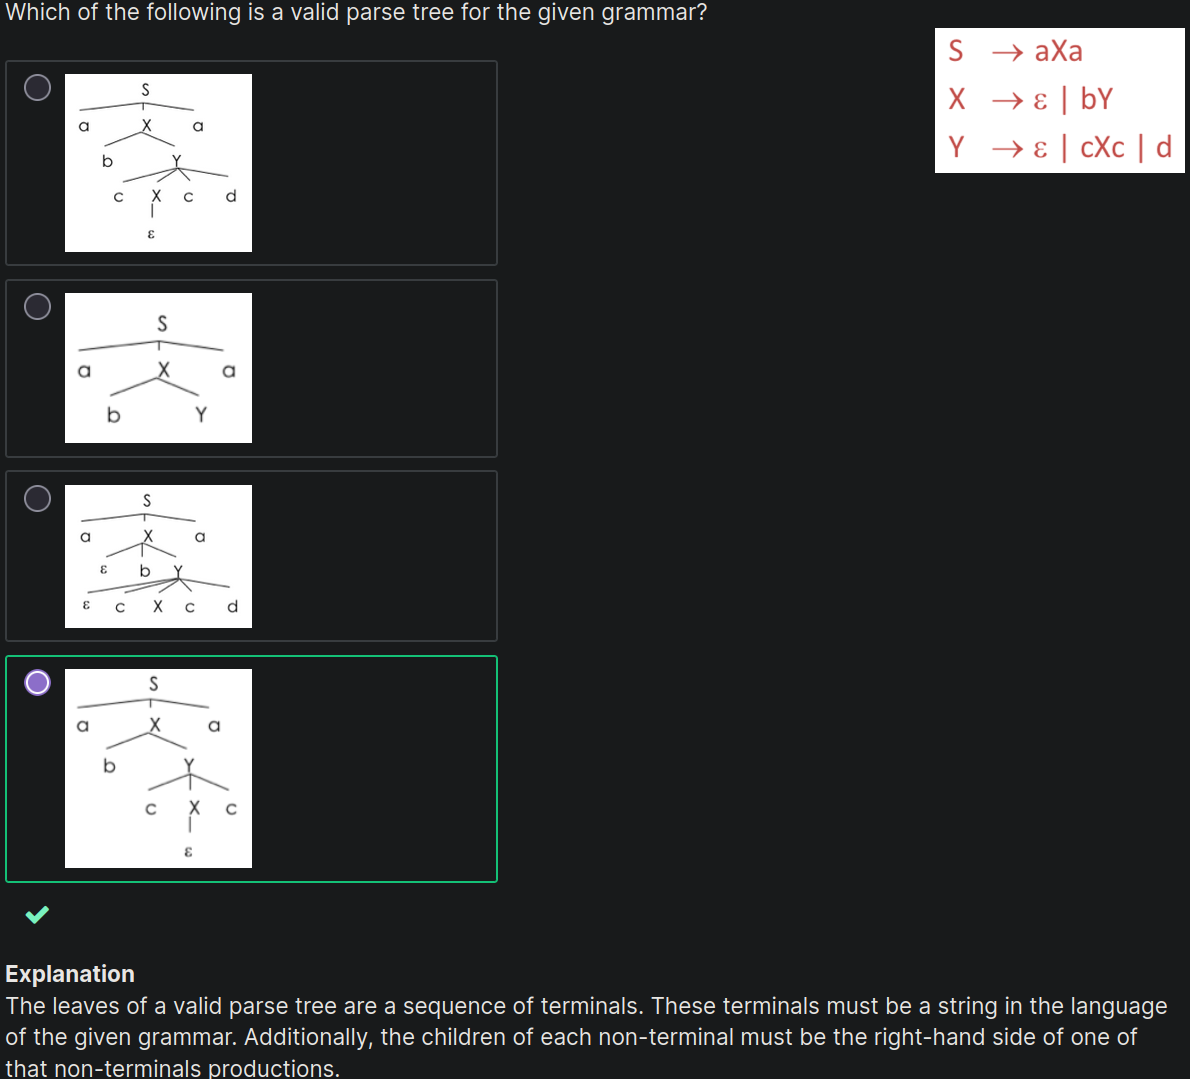 Which of the following is a valid parse tree for the given grammar?
S → aXa
X → ε | bY
Y → ε | cXc | d
S
a X a
b Y
c X c d
ε
S
a X a
b Y
S
a X a
ε b Y
ε c X c d
S
a X a
b Y
c X c
ε
Explanation
The leaves of a valid parse tree are a sequence of terminals. These terminals must be a string in the language
of the given grammar. Additionally, the children of each non-terminal must be the right-hand side of one of
that non-terminals productions.